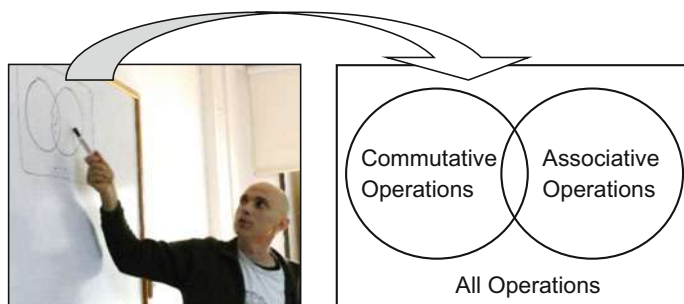 Commutative
Operations
Associative
Operations
All Operations